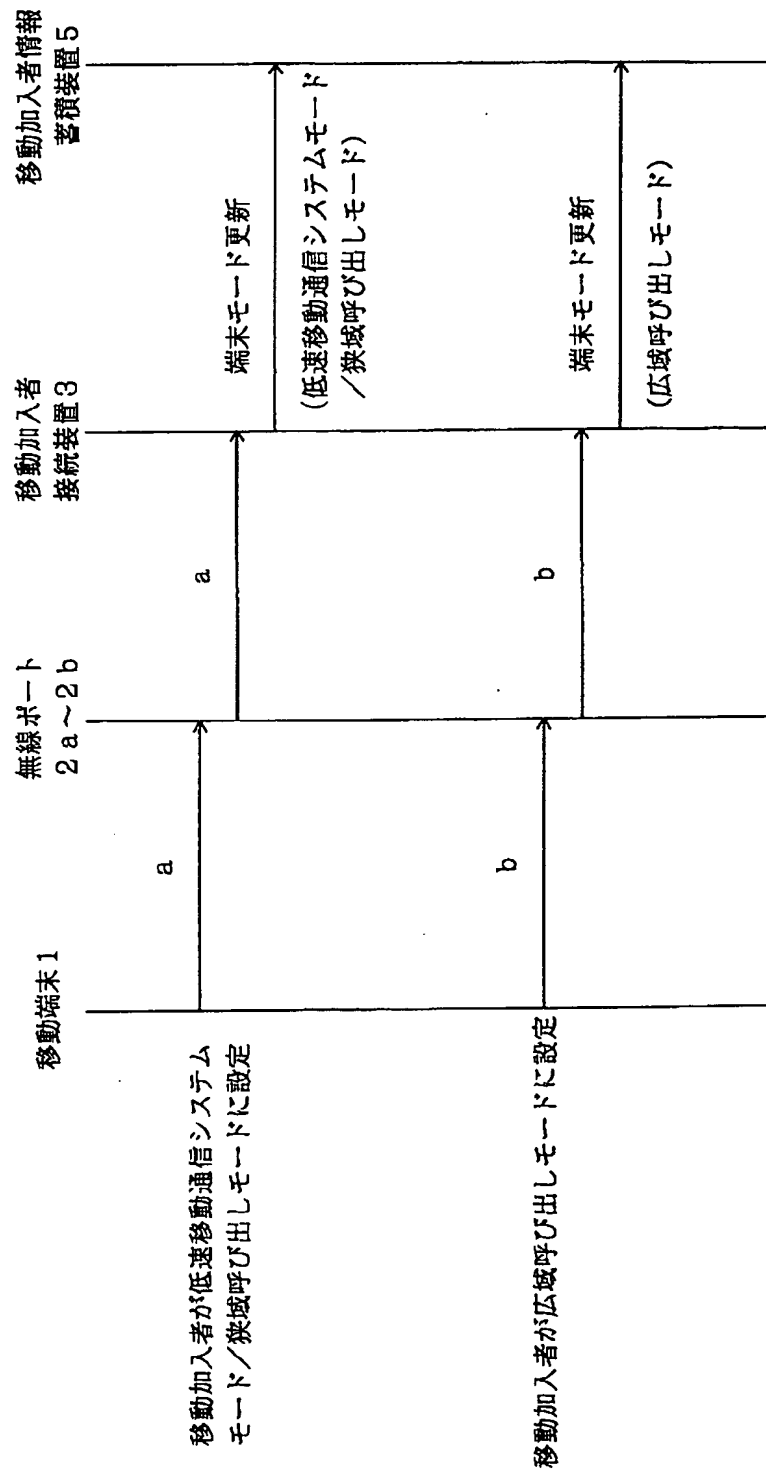 移動端末1
無線ポート
2a～2b
移動加入者
接続装置3
移動加入者情報
蓄積装置5
移動加入者が低速移動通信システム
モード／狭域呼び出しモードに設定
a
a
端末モード更新
(低速移動通信システムモード
／狭域呼び出しモード)
移動加入者が広域呼び出しモードに設定
b
b
端末モード更新
(広域呼び出しモード)